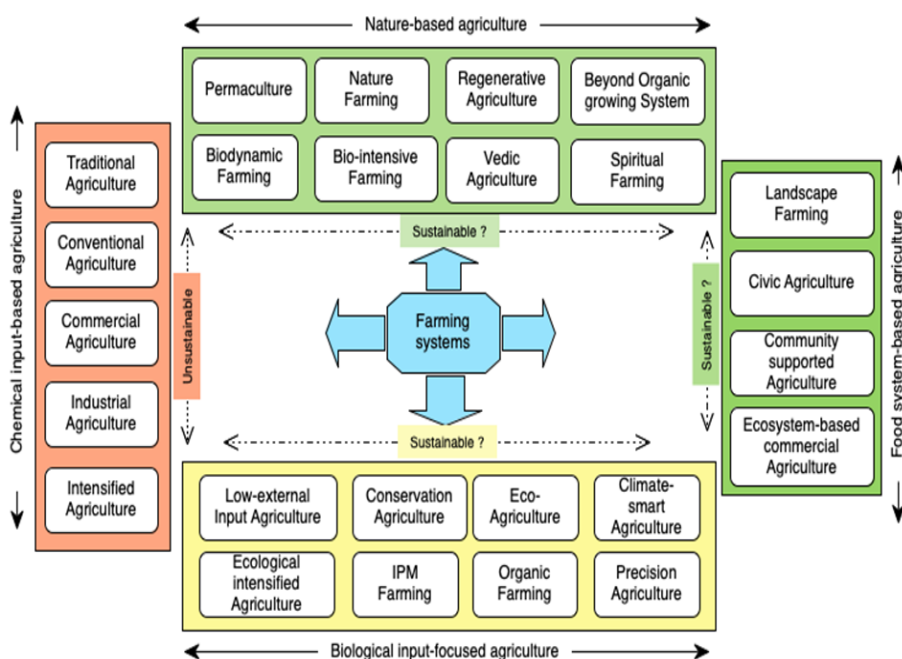 Nature-based agriculture
Permaculture
Nature
Farming
Regenerative
Agriculture
Beyond Organic
growing System
Biodynamic
Farming
Bio-intensive
Farming
Vedic
Agriculture
Spiritual
Farming
Chemical input-based agriculture
Traditional
Agriculture
Conventional
Agriculture
Commercial
Agriculture
Industrial
Agriculture
Intensified
Agriculture
Unsustainable
Sustainable ?
Farming
systems
Sustainable ?
Sustainable ?
Landscape
Farming
Civic Agriculture
Community
supported
Agriculture
Ecosystem-based
commercial
Agriculture
Food system-based agriculture
Low-external
Input Agriculture
Conservation
Agriculture
Eco-
Agriculture
Climate-
smart
Agriculture
Ecological
intensified
Agriculture
IPM
Farming
Organic
Farming
Precision
Agriculture
Biological input-focused agriculture